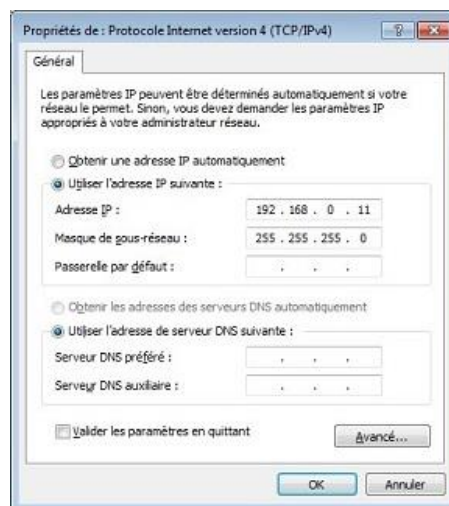 Propriétés de : Protocole Internet version 4 (TCP/IPv4)
Général
Les paramètres IP peuvent être déterminés automatiquement si votre
réseau le permet. Sinon, vous devez demander les paramètres IP
appropriés à votre administrateur réseau.
Obtenir une adresse IP automatiquement
Utiliser l'adresse IP suivante :
Adresse IP : 192 . 168 . 0 . 11
Masque de sous-réseau : 255 . 255 . 255 . 0
Passerelle par défaut : . . .
Obtenir les adresses des serveurs DNS automatiquement
Utiliser l'adresse de serveur DNS suivante :
Serveur DNS préféré : . . .
Serveur DNS auxiliaire : . . .
Valider les paramètres en quittant
Avancé...
OK Annuler